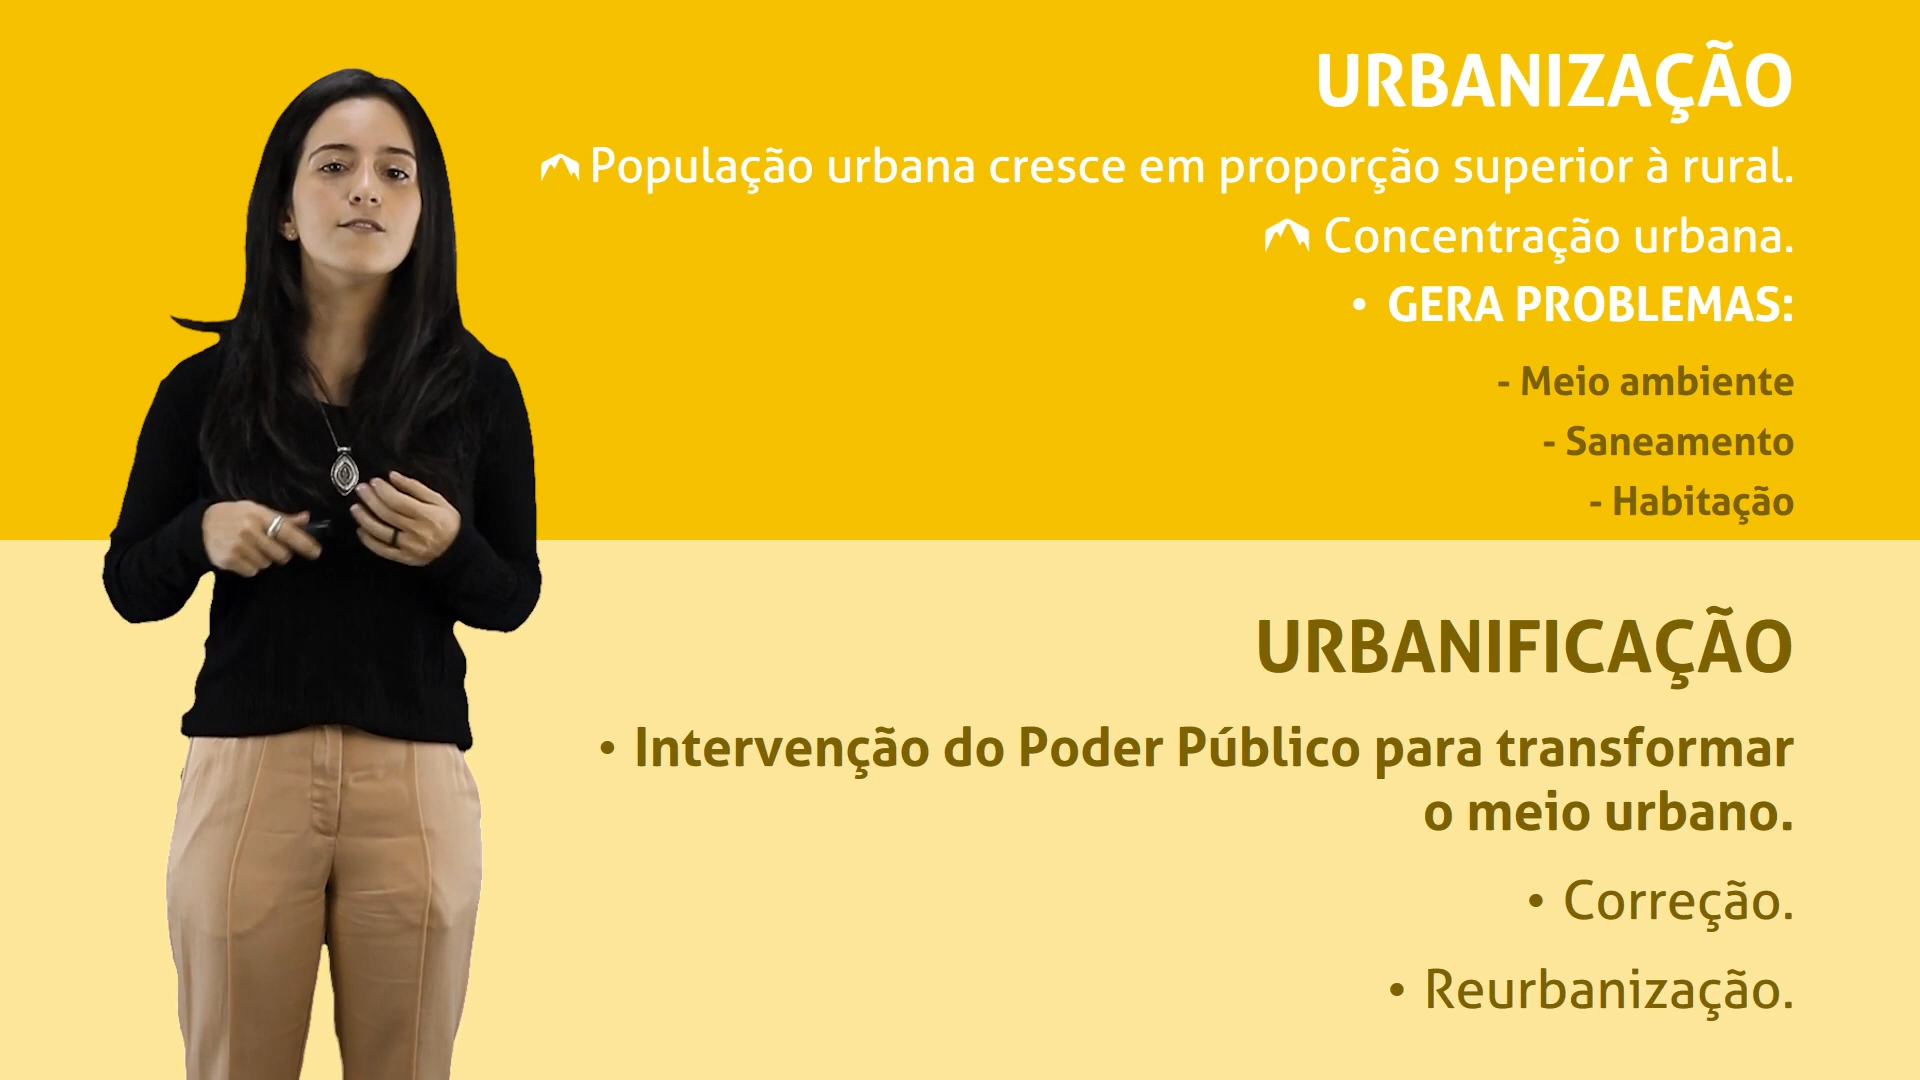 URBANIZAÇÃO
População urbana cresce em proporção superior à rural.
Concentração urbana.
• GERA PROBLEMAS:
- Meio ambiente
- Saneamento
- Habitação
URBANIFICAÇÃO
• Intervenção do Poder Público para transformar
o meio urbano.
• Correção.
• Reurbanização.